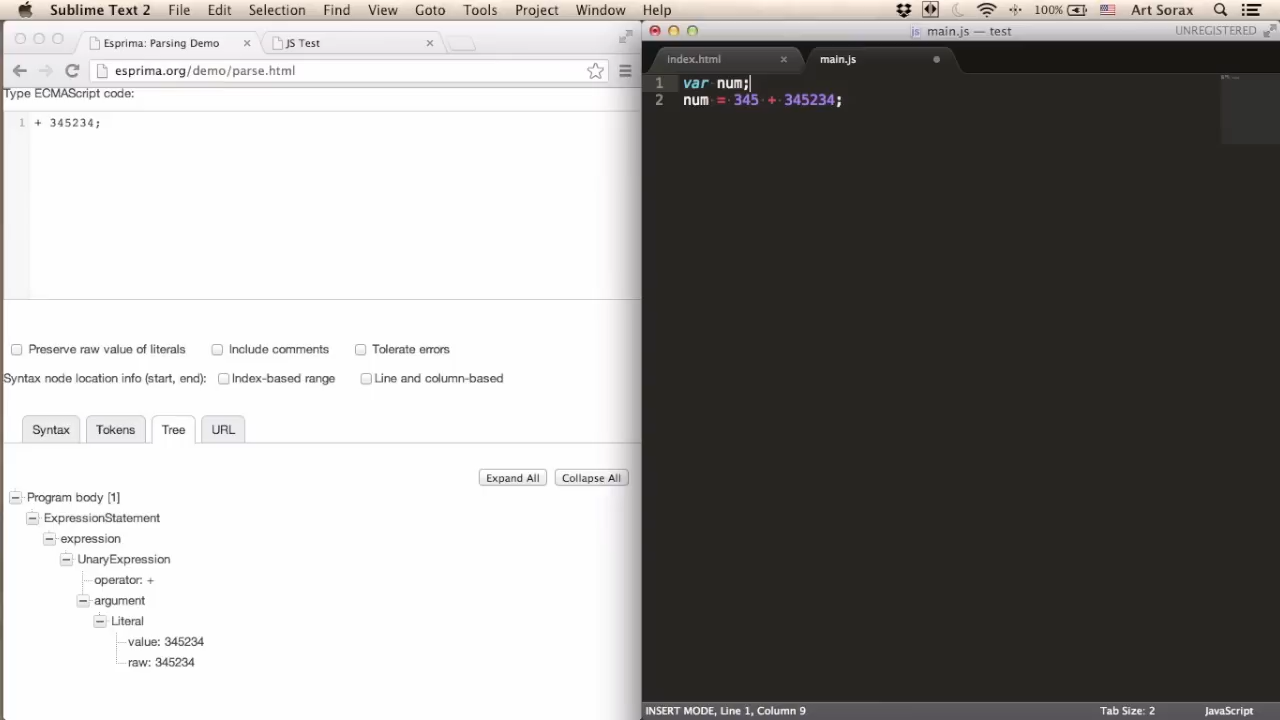 Sublime Text 2 File Edit Selection Find View Goto Tools Project Window Help 100% Art Sorax
Esprima: Parsing Demo × JS Test ×
esprima.org/demo/parse.html
Type ECMAScript code:
1 + 345234;
Preserve raw value of literals Include comments Tolerate errors
Syntax node location info (start, end): Index-based range Line and column-based
Syntax Tokens Tree URL
Expand All Collapse All
Program body [1]
ExpressionStatement
expression
UnaryExpression
operator: +
argument
Literal
value: 345234
raw: 345234
main.js — test UNREGISTERED
index.html × main.js
1 var num;
2 num = 345 + 345234;
INSERT MODE, Line 1, Column 9 Tab Size: 2 JavaScript